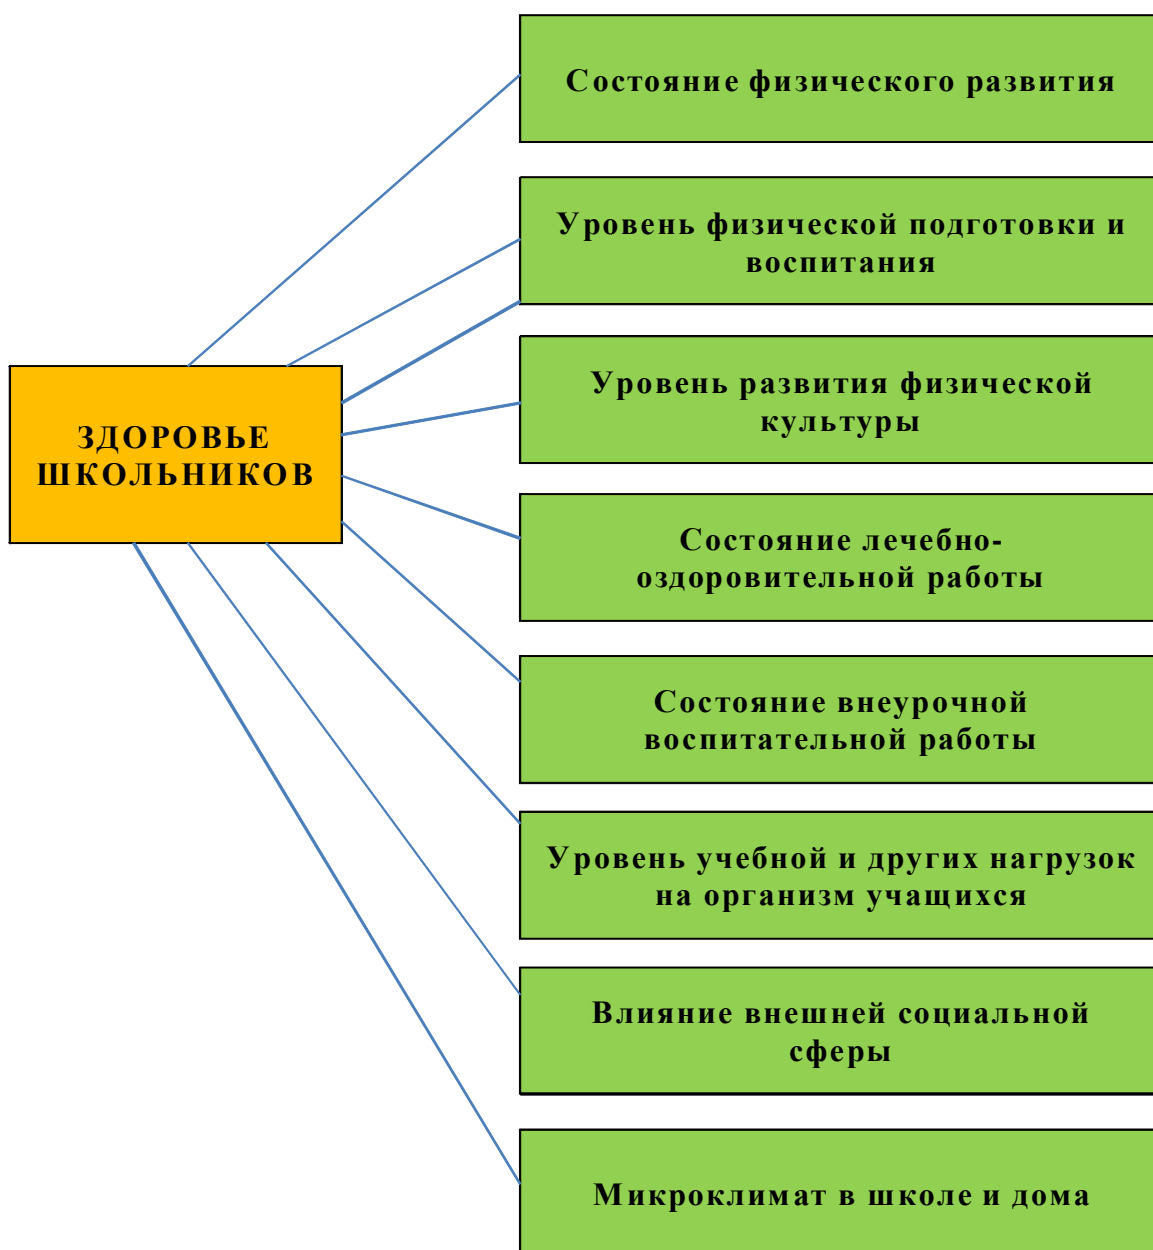 Состояние физического развития
Уровень физической подготовки и
воспитания
Уровень развития физической
культуры
ЗДОРОВЬЕ
ШКОЛЬНИКОВ
Состояние лечебно-
оздоровительной работы
Состояние внеурочной
воспитательной работы
Уровень учебной и других нагрузок
на организм учащихся
Влияние внешней социальной
сферы
Микроклимат в школе и дома